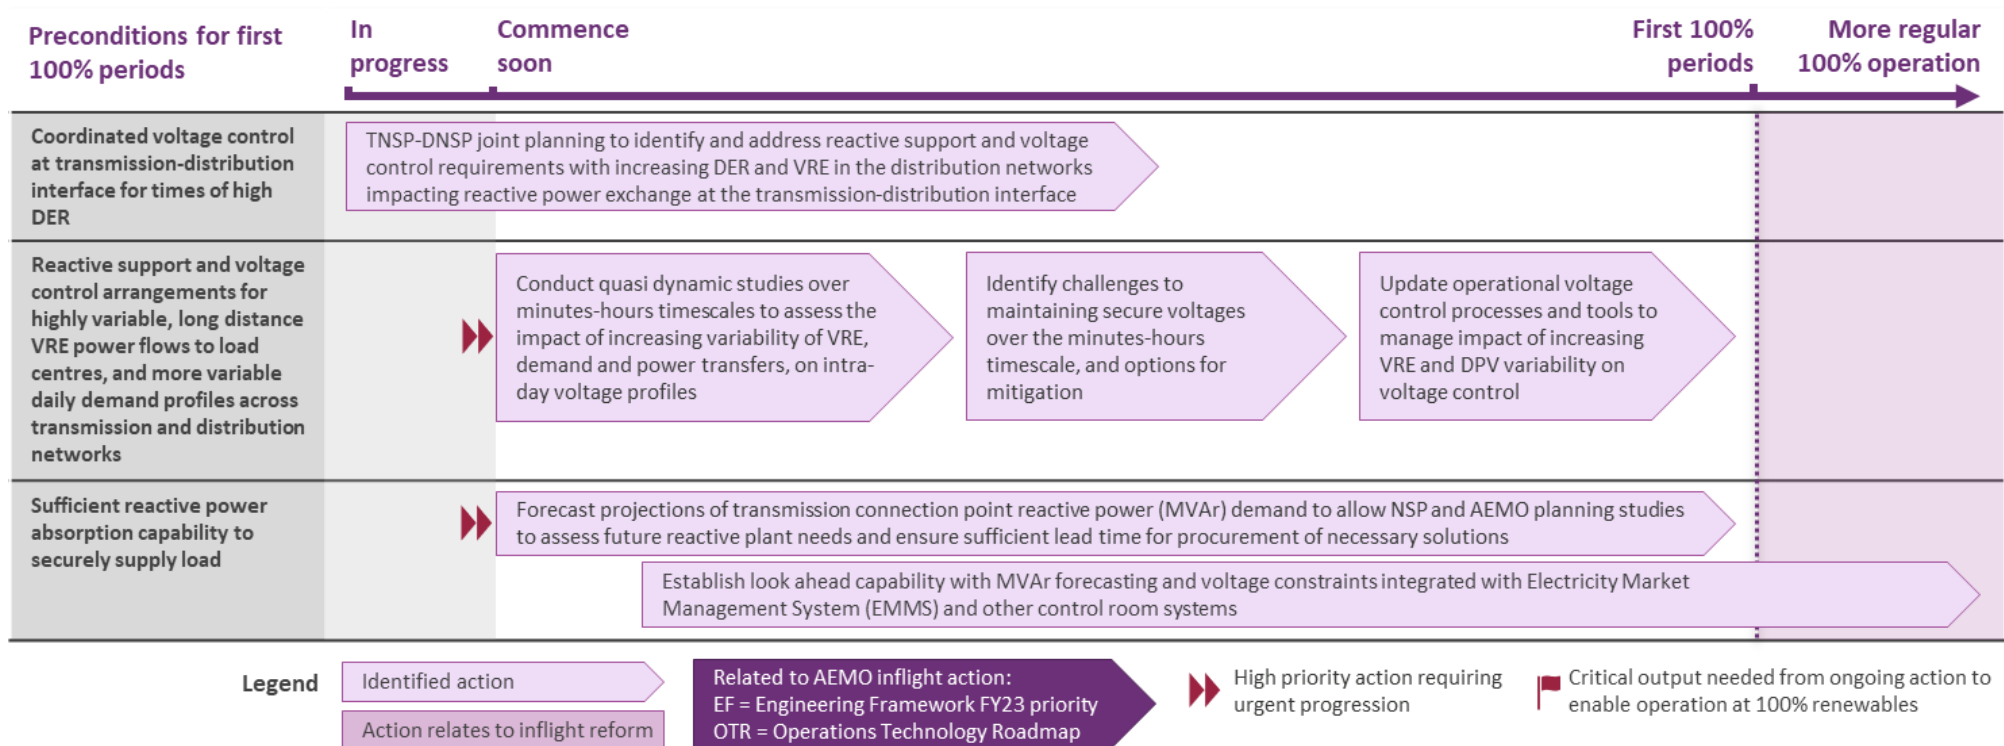 Preconditions for first
100% periods
In
progress
Commence
soon
First 100%
periods
More regular
100% operation
Coordinated voltage control
at transmission-distribution
interface for times of high
DER
TNSP-DNSP joint planning to identify and address reactive support and voltage
control requirements with increasing DER and VRE in the distribution networks
impacting reactive power exchange at the transmission-distribution interface
Reactive support and voltage
control arrangements for
highly variable, long distance
VRE power flows to load
centres, and more variable
daily demand profiles across
transmission and distribution
networks
Conduct quasi dynamic studies over
minutes-hours timescales to assess the
impact of increasing variability of VRE,
demand and power transfers, on intra-
day voltage profiles
Identify challenges to
maintaining secure voltages
over the minutes-hours
timescale, and options for
mitigation
Update operational voltage
control processes and tools to
manage impact of increasing
VRE and DPV variability on
voltage control
Sufficient reactive power
absorption capability to
securely supply load
Forecast projections of transmission connection point reactive power (MVAr) demand to allow NSP and AEMO planning studies
to assess future reactive plant needs and ensure sufficient lead time for procurement of necessary solutions
Establish look ahead capability with MVAr forecasting and voltage constraints integrated with Electricity Market
Management System (EMMS) and other control room systems
Legend
Identified action
Action relates to inflight reform
Related to AEMO inflight action:
EF = Engineering Framework FY23 priority
OTR = Operations Technology Roadmap
High priority action requiring
urgent progression
Critical output needed from ongoing action to
enable operation at 100% renewables